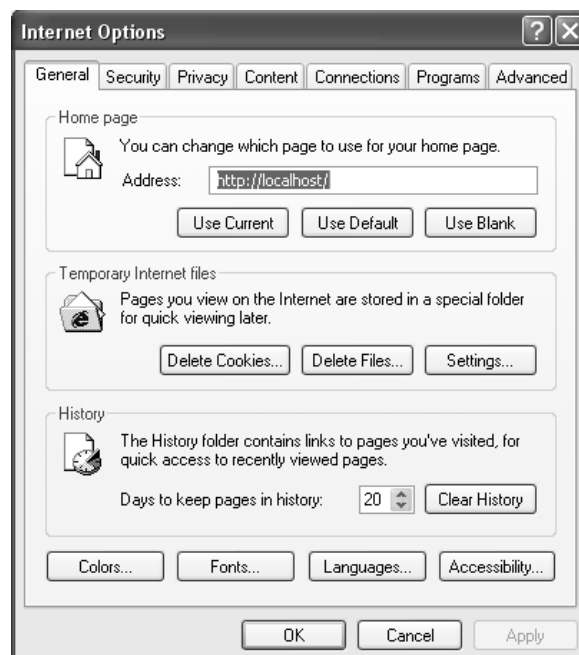 Internet Options
General Security Privacy Content Connections Programs Advanced
Home page
You can change which page to use for your home page.
Address: http://localhost/
Use Current Use Default Use Blank
Temporary Internet files
Pages you view on the Internet are stored in a special folder
for quick viewing later.
Delete Cookies... Delete Files... Settings...
History
The History folder contains links to pages you've visited, for
quick access to recently viewed pages.
Days to keep pages in history: 20 Clear History
Colors... Fonts... Languages... Accessibility...
OK Cancel Apply